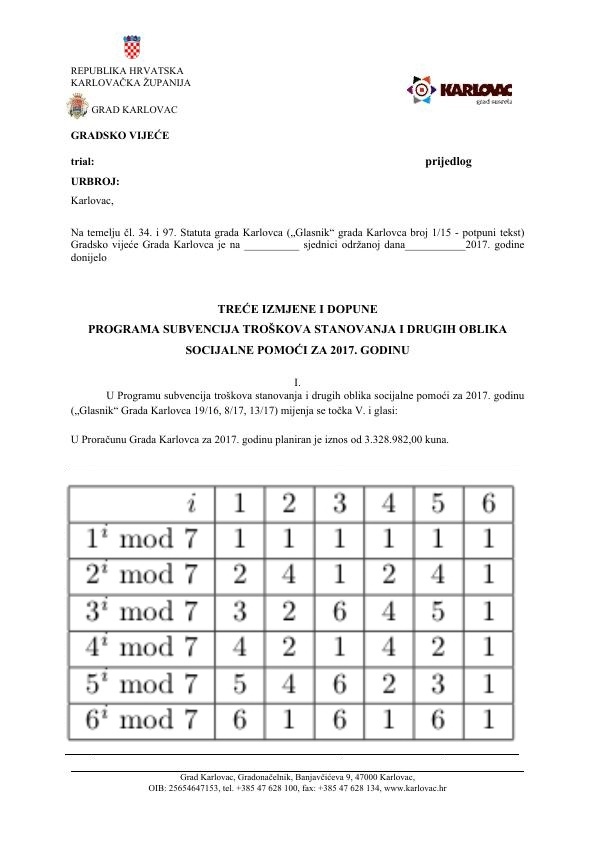 REPUBLIKA HRVATSKA
KARLOVAČKA ŽUPANIJA
KARLOVAC
grad susreta
GRAD KARLOVAC
GRADSKO VIJEĆE
trial: prijedlog
URBROJ:
Karlovac,
Na temelju čl. 34. i 97. Statuta grada Karlovca („Glasnik“ grada Karlovca broj 1/15 - potpuni tekst)
Gradsko vijeće Grada Karlovca je na __________ sjednici održanoj dana___________2017. godine
donijelo
TREĆE IZMJENE I DOPUNE
PROGRAMA SUBVENCIJA TROŠKOVA STANOVANJA I DRUGIH OBLIKA
SOCIJALNE POMOĆI ZA 2017. GODINU
I.
U Programu subvencija troškova stanovanja i drugih oblika socijalne pomoći za 2017. godinu
(„Glasnik“ Grada Karlovca 19/16, 8/17, 13/17) mijenja se točka V. i glasi:
U Proračunu Grada Karlovca za 2017. godinu planiran je iznos od 3.328.982,00 kuna.
i 1 2 3 4 5 6
1^i mod 7 1 1 1 1 1 1
2^i mod 7 2 4 1 2 4 1
3^i mod 7 3 2 6 4 5 1
4^i mod 7 4 2 1 4 2 1
5^i mod 7 5 4 6 2 3 1
6^i mod 7 6 1 6 1 6 1
Grad Karlovac, Gradonačelnik, Banjavčićeva 9, 47000 Karlovac,
OIB: 25654647153, tel. +385 47 628 100, fax: +385 47 628 134, www.karlovac.hr